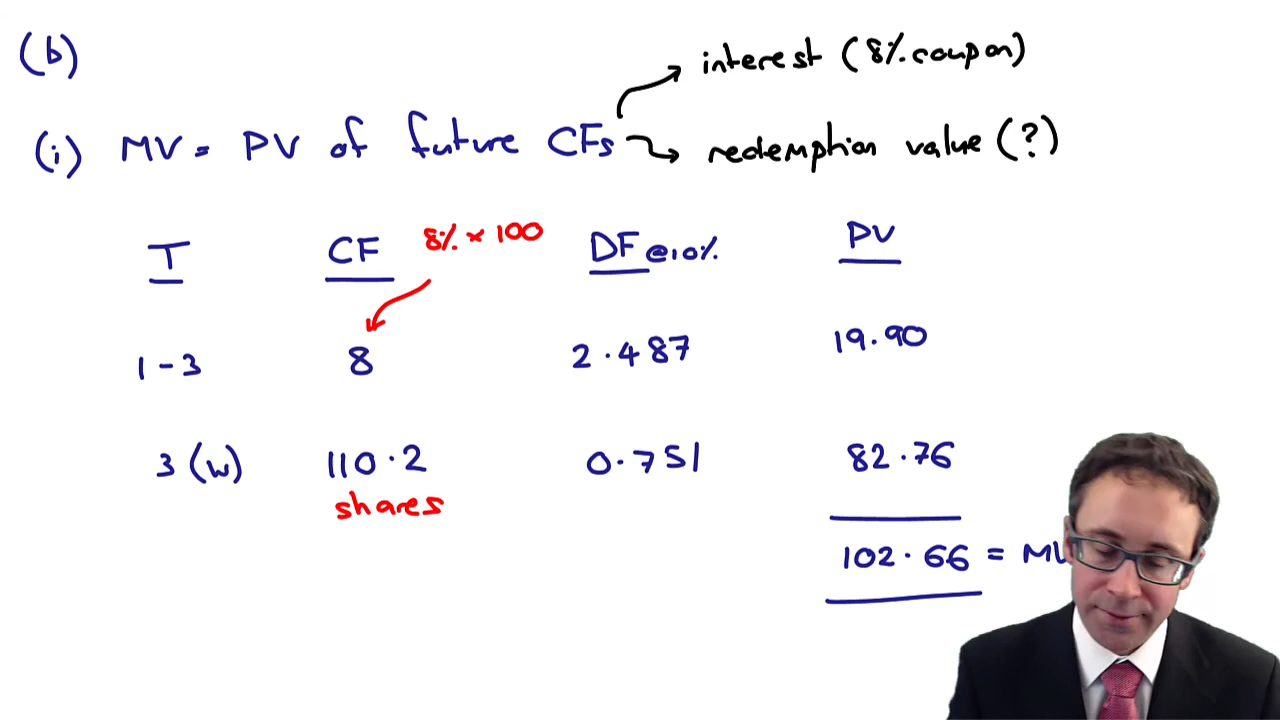 (b)
interest (8% coupon)
(i) MV = PV of future CFs
redemption value (?)
T CF 8% × 100 DF @10% PV
1-3 8 2.487 19.90
3 (w) 110.2 0.751 82.76
shares
102.66 = MV